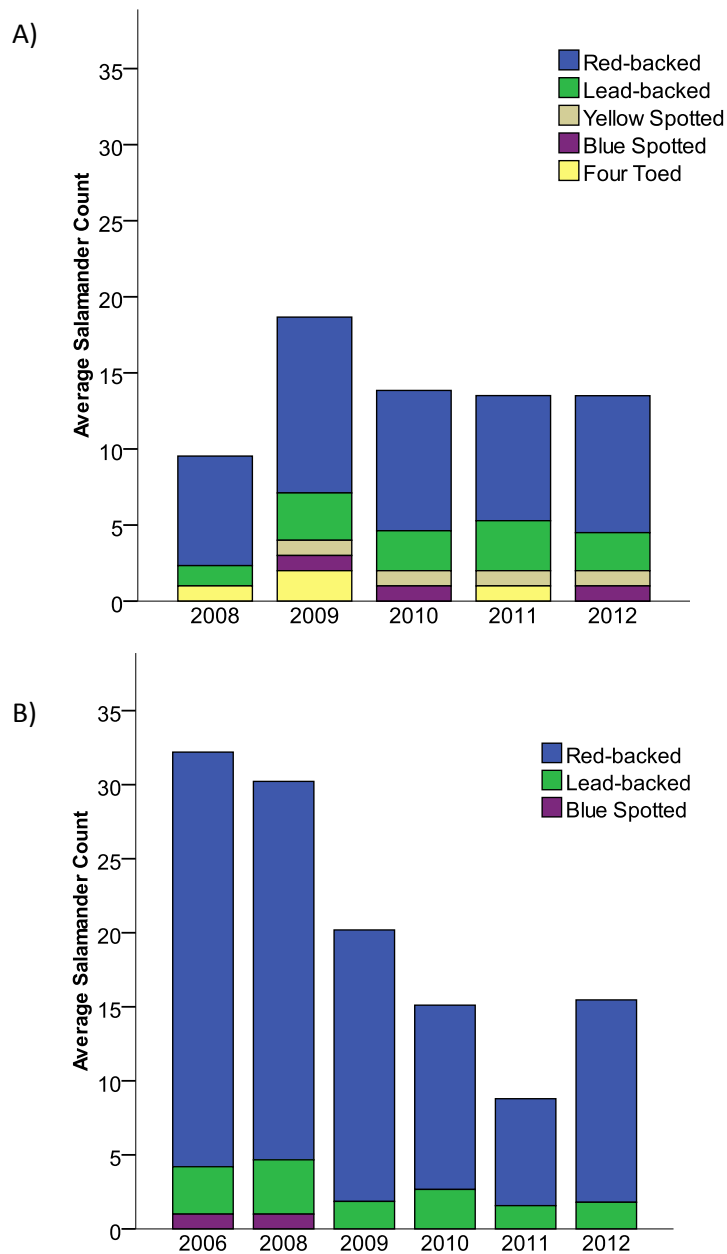 A)
Red-backed
Lead-backed
Yellow Spotted
Blue Spotted
Four Toed
Average Salamander Count
35
30
25
20
15
10
5
0
2008 2009 2010 2011 2012
B)
Red-backed
Lead-backed
Blue Spotted
Average Salamander Count
35
30
25
20
15
10
5
0
2006 2008 2009 2010 2011 2012